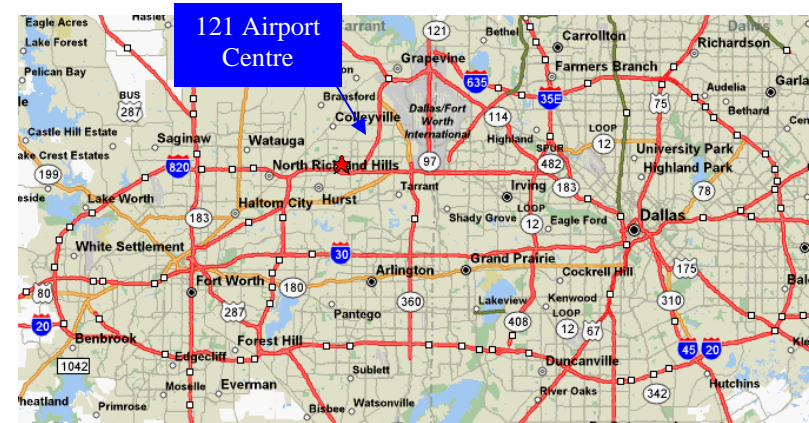 121 Airport
Centre
Eagle Acres
Haslet
Lake Forest
Pelican Bay
BUS
287
Castle Hill Estate
Saginaw
Watauga
Lake Crest Estates
199
820
North Richland Hills
Lake Worth
Haltom City
Hurst
183
White Settlement
Fort Worth
180
80
20
287
Benbrook
1042
Edgecliff
Forest Hill
Moselle
Everman
Primrose
Bisbee
Watsonville
Sublett
Pantego
Arlington
30
360
Tarrant
97
Colleyville
Bransford
Grapevine
121
Dallas/Fort
Worth
International
Bethel
Carrollton
Farmers Branch
Richardson
Dallas
635
35E
114
Highland
SPUR
482
LOOP
12
75
Audelia
Bethard
University Park
Highland Park
78
Irving
183
LOOP
12
Shady Grove
Eagle Ford
Dallas
Grand Prairie
Cockrell Hill
175
310
Lakeview
Kenwood
LOOP
12
67
408
Duncanville
River Oaks
45
20
342
Hutchins